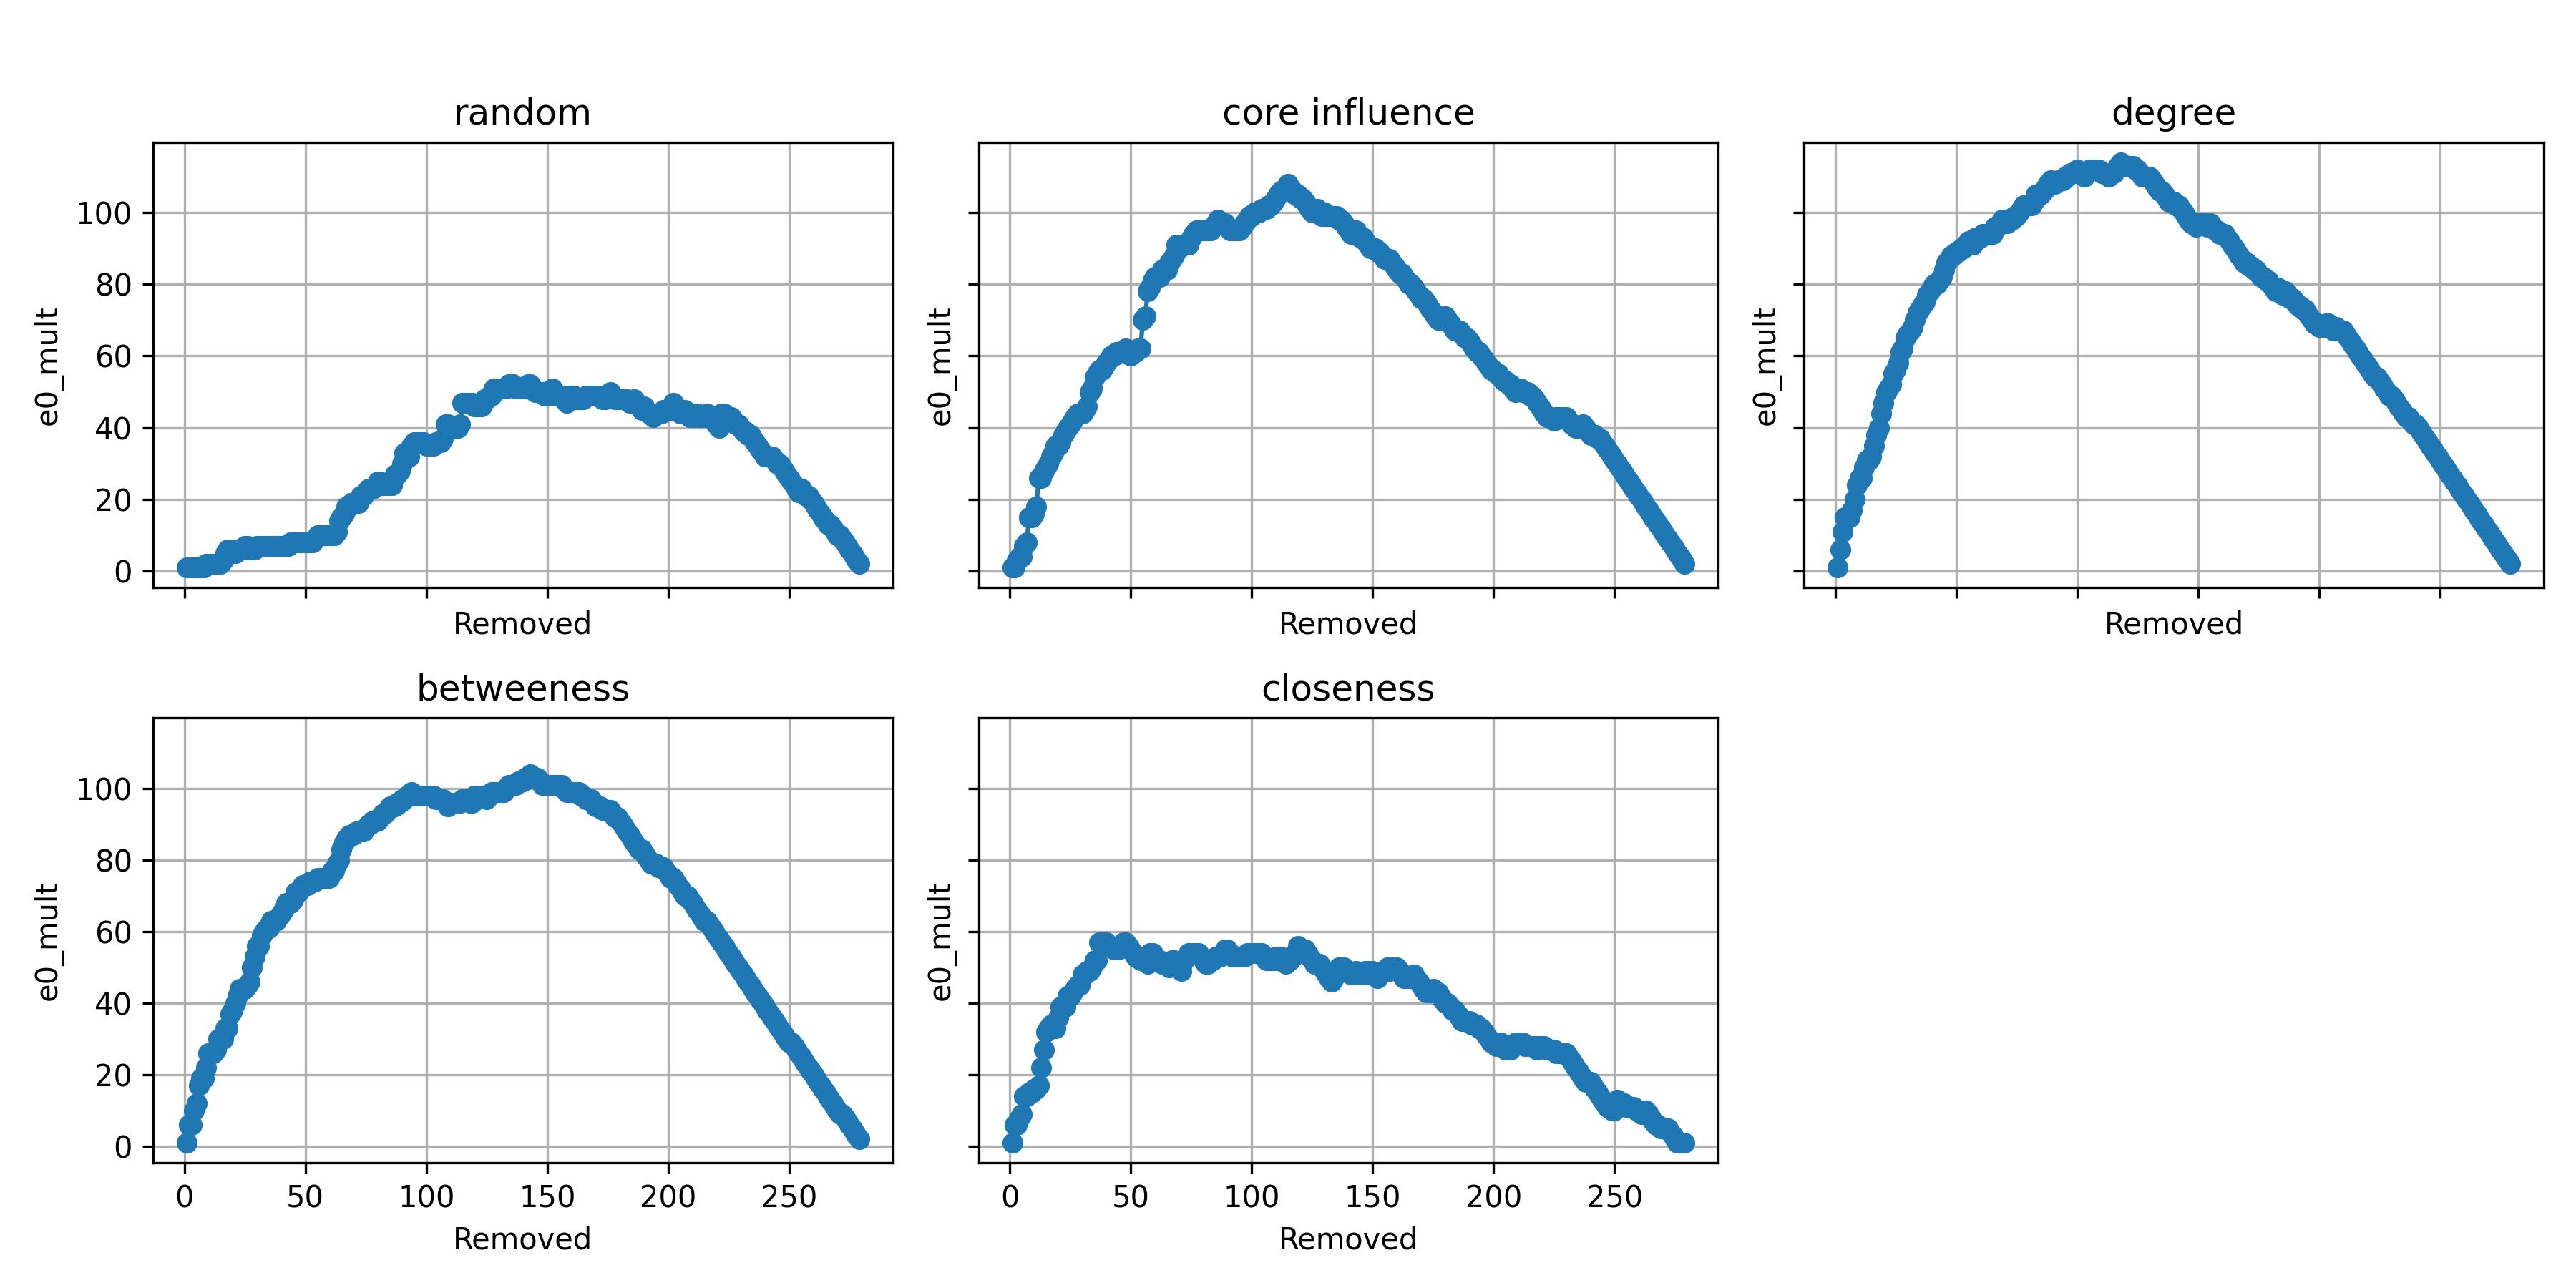 random
core influence
degree
100
80
60
40
20
0
e0_mult
e0_mult
e0_mult
Removed
Removed
Removed
betweeness
closeness
100
80
60
40
20
0
e0_mult
e0_mult
0 50 100 150 200 250
0 50 100 150 200 250
Removed
Removed